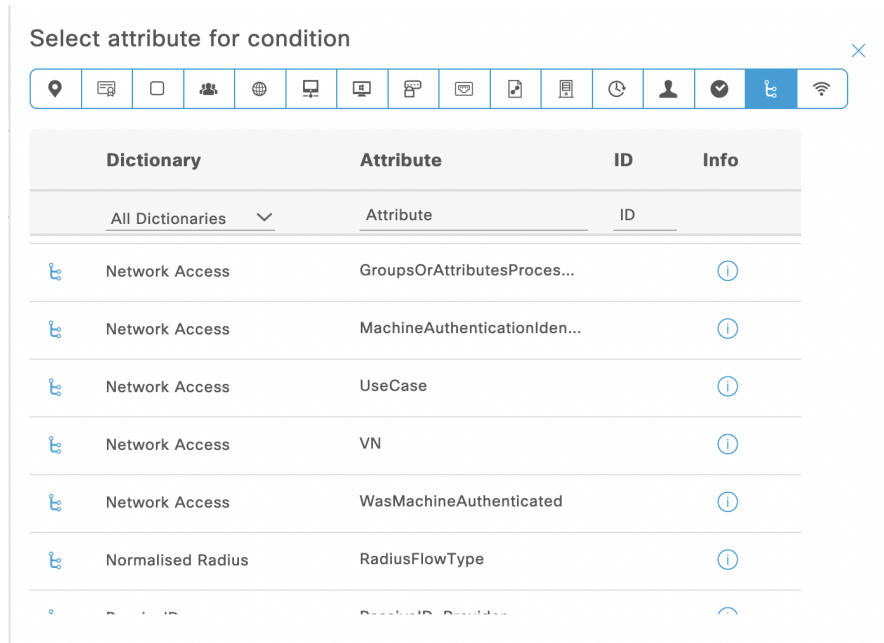 Select attribute for condition
Dictionary Attribute ID Info
All Dictionaries Attribute ID
Network Access GroupsOrAttributesProces...
Network Access MachineAuthenticationIden...
Network Access UseCase
Network Access VN
Network Access WasMachineAuthenticated
Normalised Radius RadiusFlowType